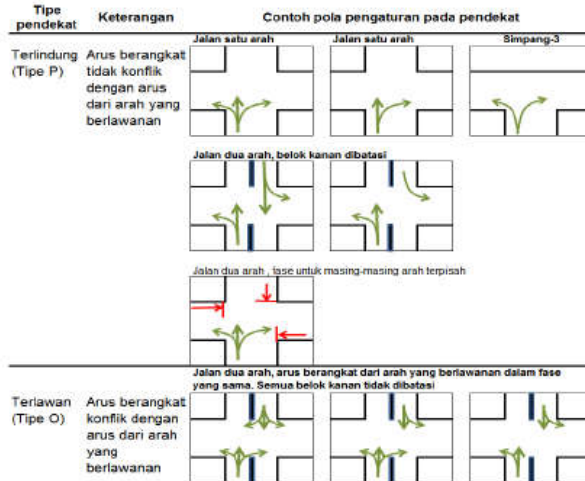 Tipe pendekat
Keterangan
Contoh pola pengaturan pada pendekat
Jalan satu arah
Jalan satu arah
Simpang-3
Terlindung
(Tipe P)
Arus berangkat
tidak konflik
dengan arus
dari arah yang
berlawanan
Jalan dua arah, belok kanan dibatasi
Jalan dua arah , fase untuk masing-masing arah terpisah
Jalan dua arah, arus berangkat dari arah yang berlawanan dalam fase
yang sama. Semua belok kanan tidak dibatasi
Terlawan
(Tipe O)
Arus berangkat
konflik dengan
arus dari arah
yang
berlawanan